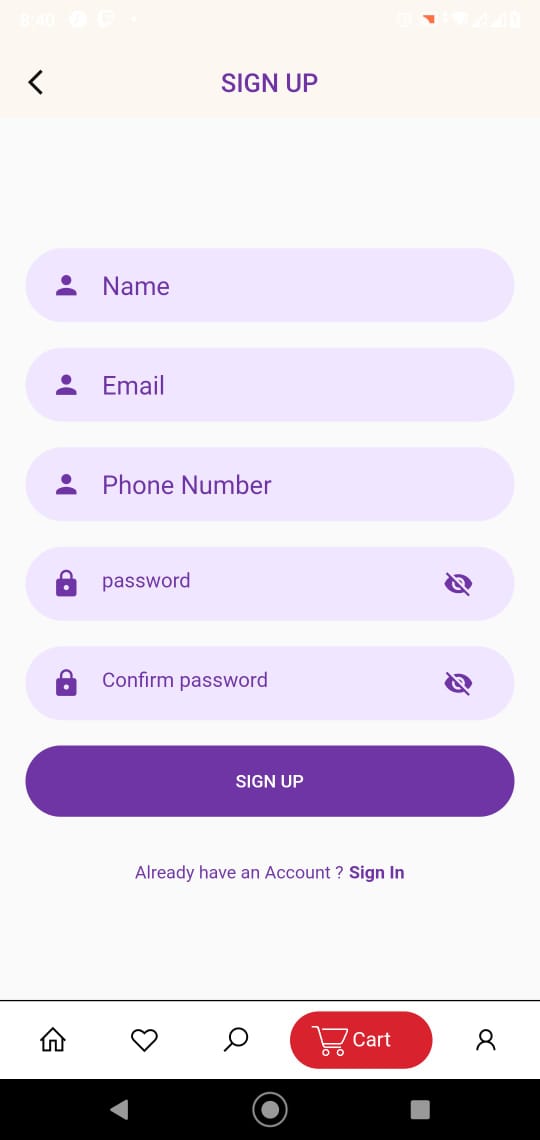 8:40
SIGN UP
Name
Email
Phone Number
password
Confirm password
SIGN UP
Already have an Account ? Sign In
Cart